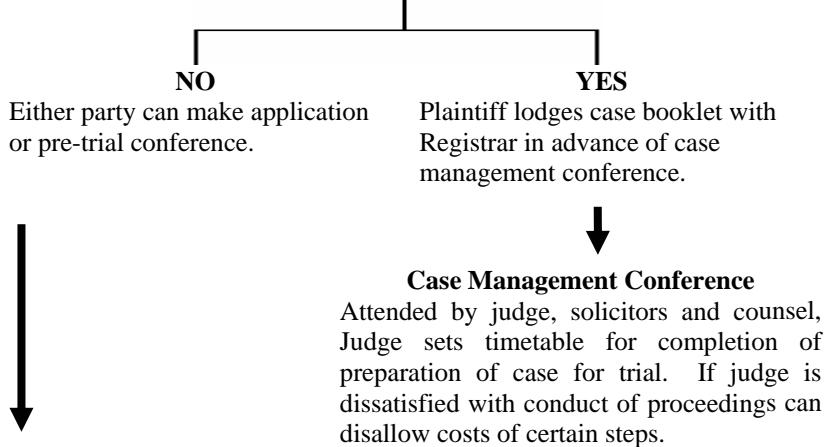 NO
Either party can make application
or pre-trial conference.
YES
Plaintiff lodges case booklet with
Registrar in advance of case
management conference.
Case Management Conference
Attended by judge, solicitors and counsel,
Judge sets timetable for completion of
preparation of case for trial. If judge is
dissatisfied with conduct of proceedings can
disallow costs of certain steps.